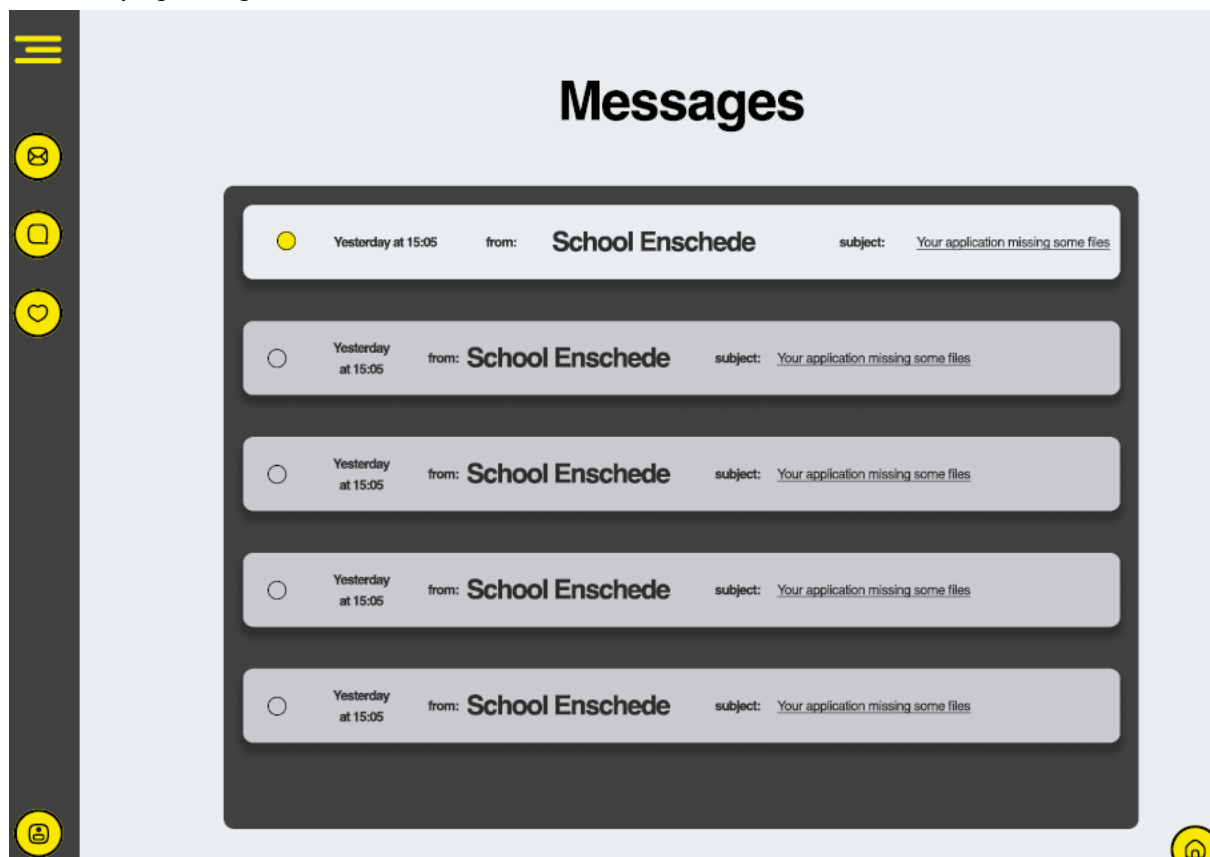 Messages
Yesterday at 15:05 from: School Enschede subject: Your application missing some files
Yesterday
at 15:05
from: School Enschede subject: Your application missing some files
Yesterday
at 15:05
from: School Enschede subject: Your application missing some files
Yesterday
at 15:05
from: School Enschede subject: Your application missing some files
Yesterday
at 15:05
from: School Enschede subject: Your application missing some files